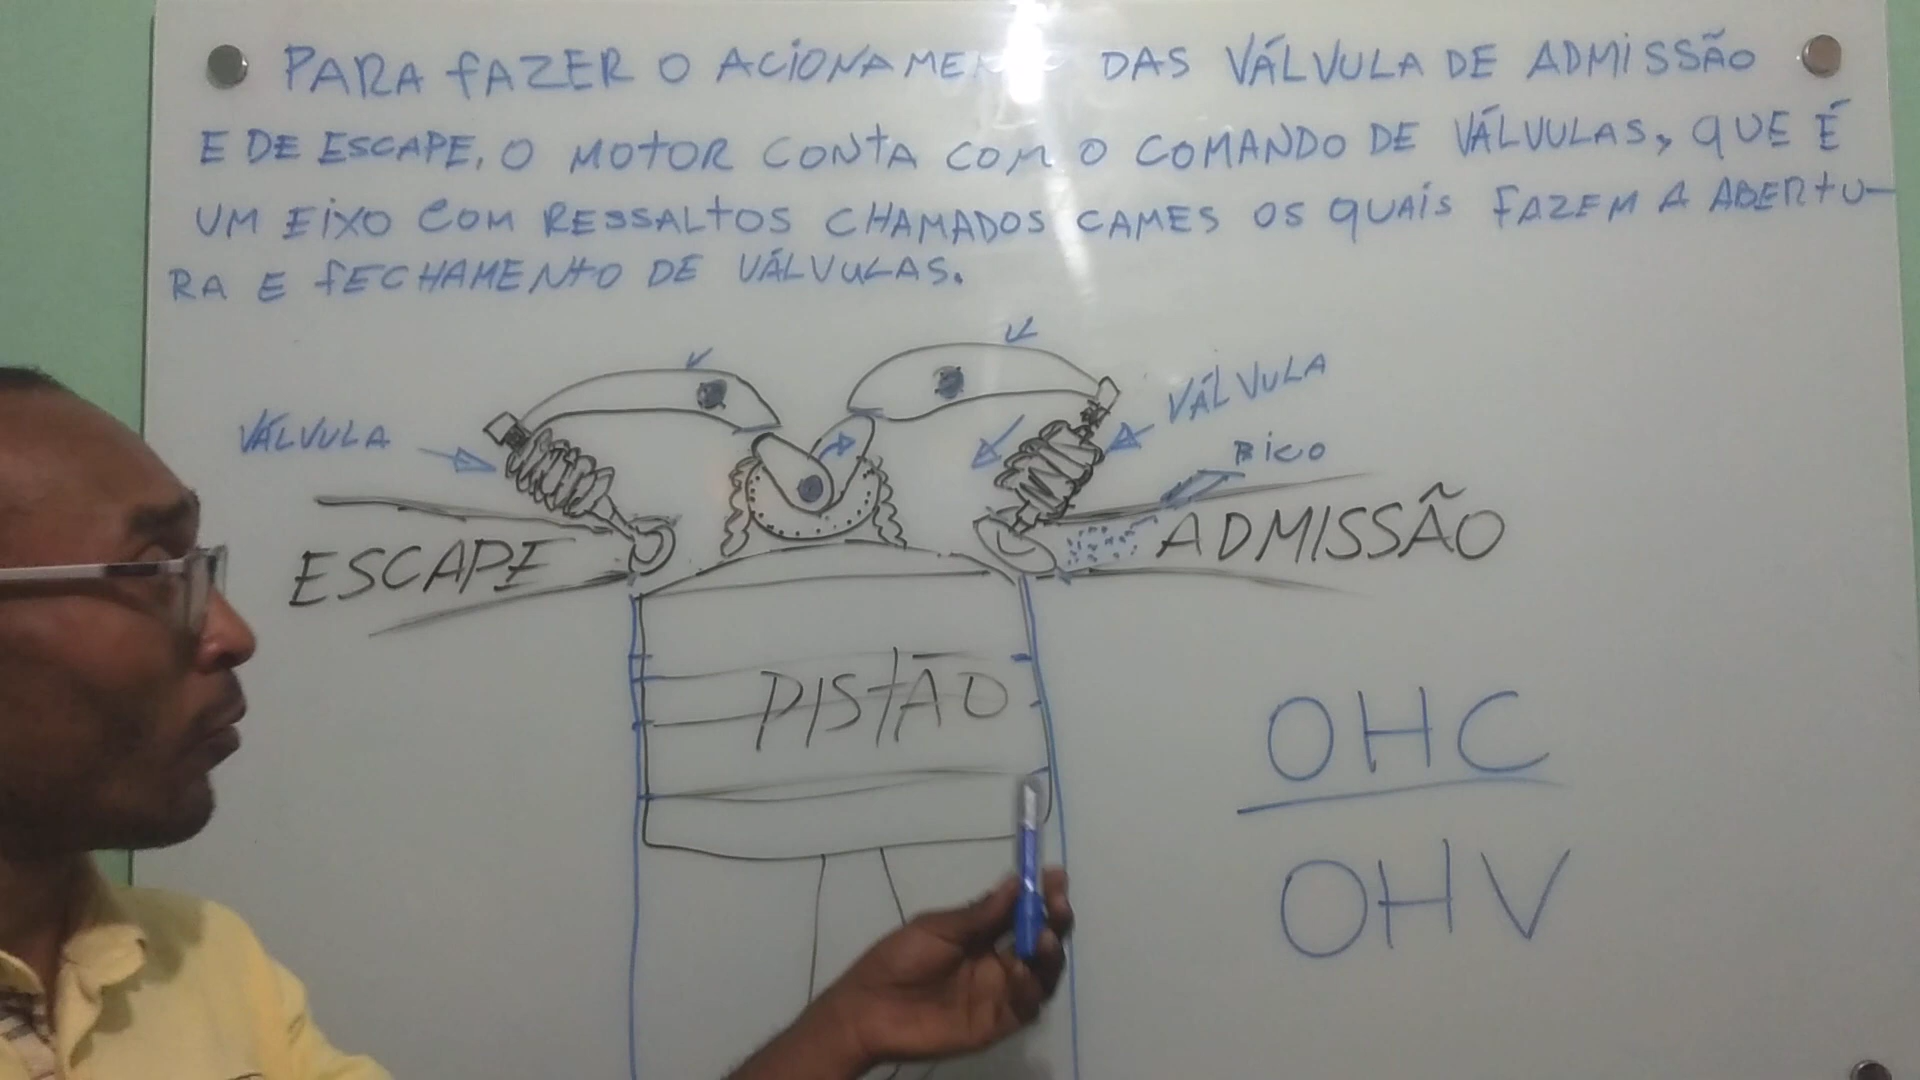 PARA FAZER O ACIONAME DAS VÁLVULA DE ADMISSÃO
E DE ESCAPE, O MOTOR CONTA COM O COMANDO DE VÁLVULAS, QUE É
UM EIXO COM RESSALTOS CHAMADOS CAMES OS QUAIS FAZEM A ABERTU-
RA E FECHAMENTO DE VÁLVULAS.
VÁLVULA
VÁLVULA
BICO
ESCAPE
ADMISSÃO
PISTÃO
OHC
OHV